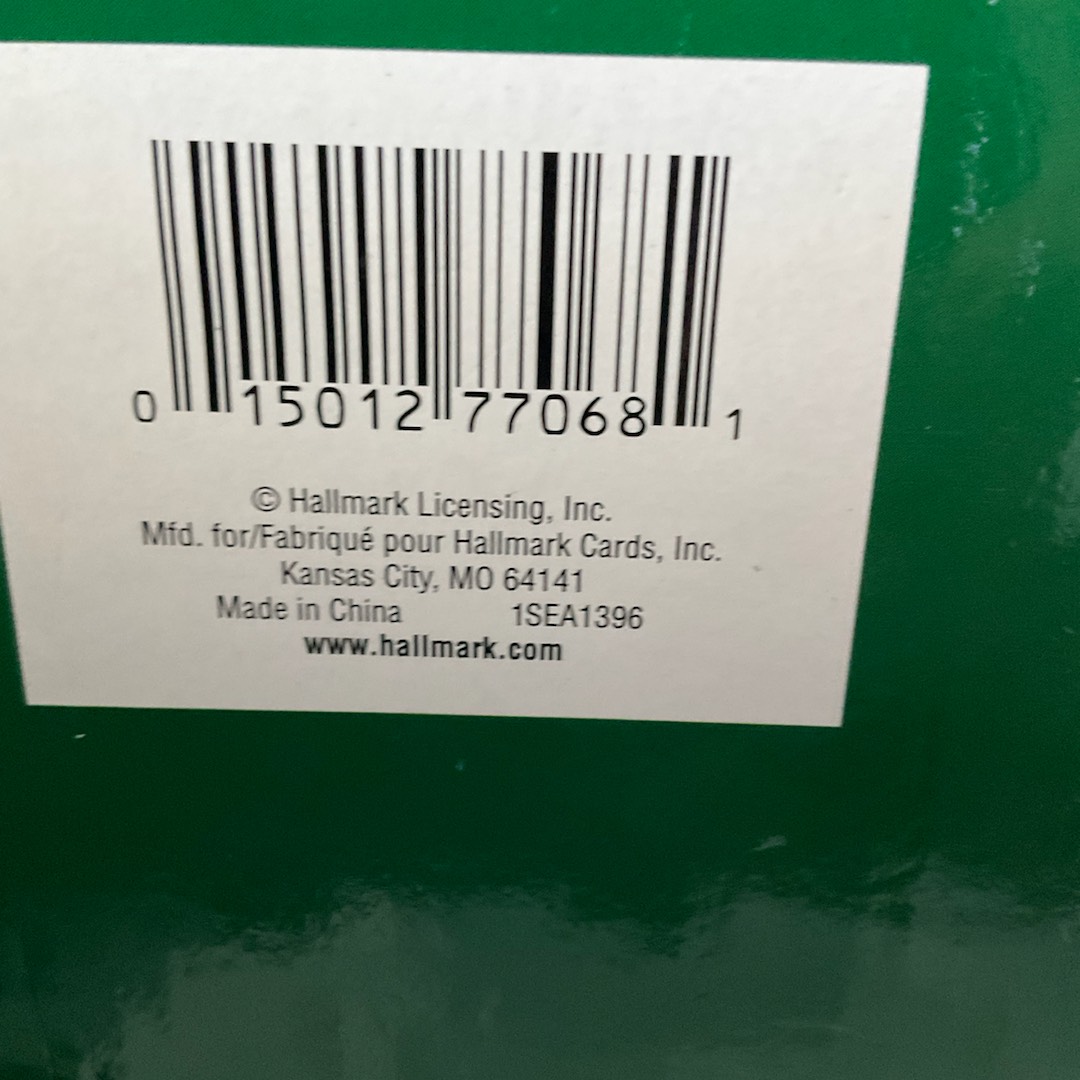 0 15012 77068 1
© Hallmark Licensing, Inc.
Mfd. for/Fabriqué pour Hallmark Cards, Inc.
Kansas City, MO 64141
Made in China 1SEA1396
www.hallmark.com